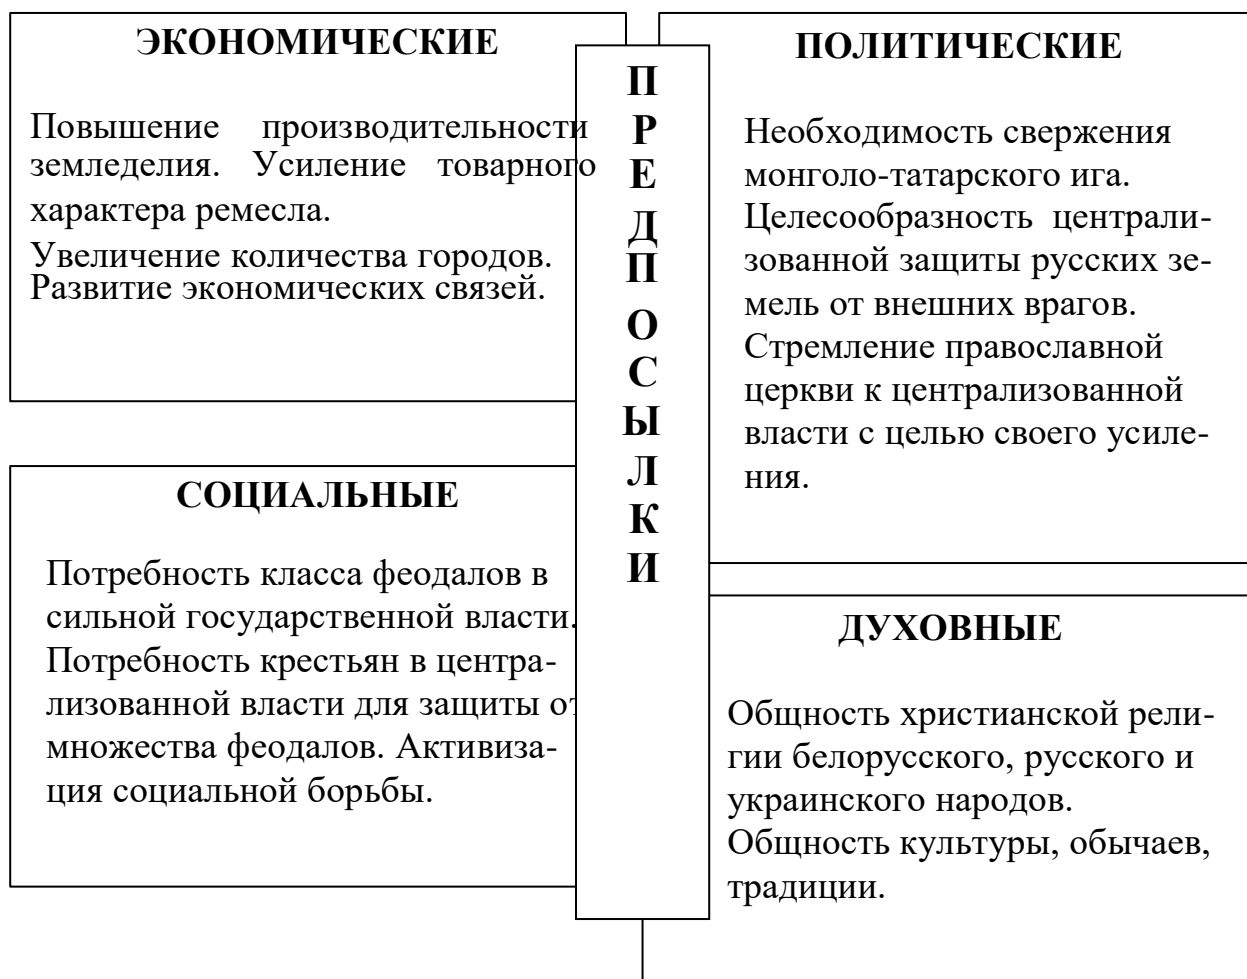 ЭКОНОМИЧЕСКИЕ
Повышение производительности
земледелия. Усиление товарного
характера ремесла.
Увеличение количества городов.
Развитие экономических связей.
СОЦИАЛЬНЫЕ
Потребность класса феодалов в
сильной государственной власти.
Потребность крестьян в центра-
лизованной власти для защиты от
множества феодалов. Активиза-
ция социальной борьбы.
П
Р
Е
Д
П
О
С
Ы
Л
К
И
ПОЛИТИЧЕСКИЕ
Необходимость свержения
монголо-татарского ига.
Целесообразность централи-
зованной защиты русских зе-
мель от внешних врагов.
Стремление православной
церкви к централизованной
власти с целью своего усиле-
ния.
ДУХОВНЫЕ
Общность христианской рели-
гии белорусского, русского и
украинского народов.
Общность культуры, обычаев,
традиции.